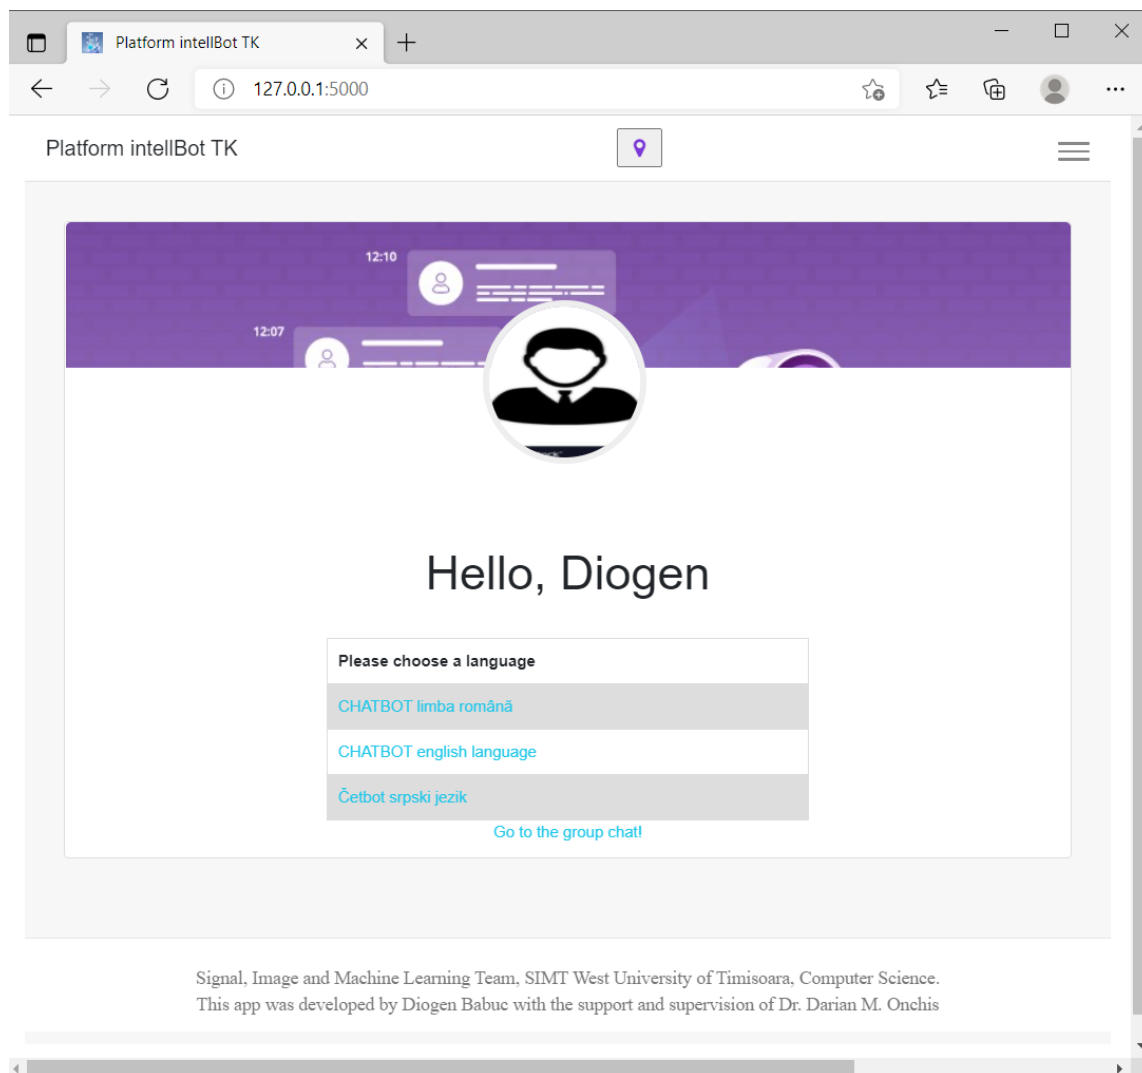 Platform intellBot TK
127.0.0.1:5000
Platform intellBot TK
12:10
12:07
Hello, Diogen
Please choose a language
CHATBOT limba română
CHATBOT english language
Četbot srpski jezik
Go to the group chat!
Signal, Image and Machine Learning Team, SIMT West University of Timisoara, Computer Science.
This app was developed by Diogen Babuc with the support and supervision of Dr. Darian M. Onchis